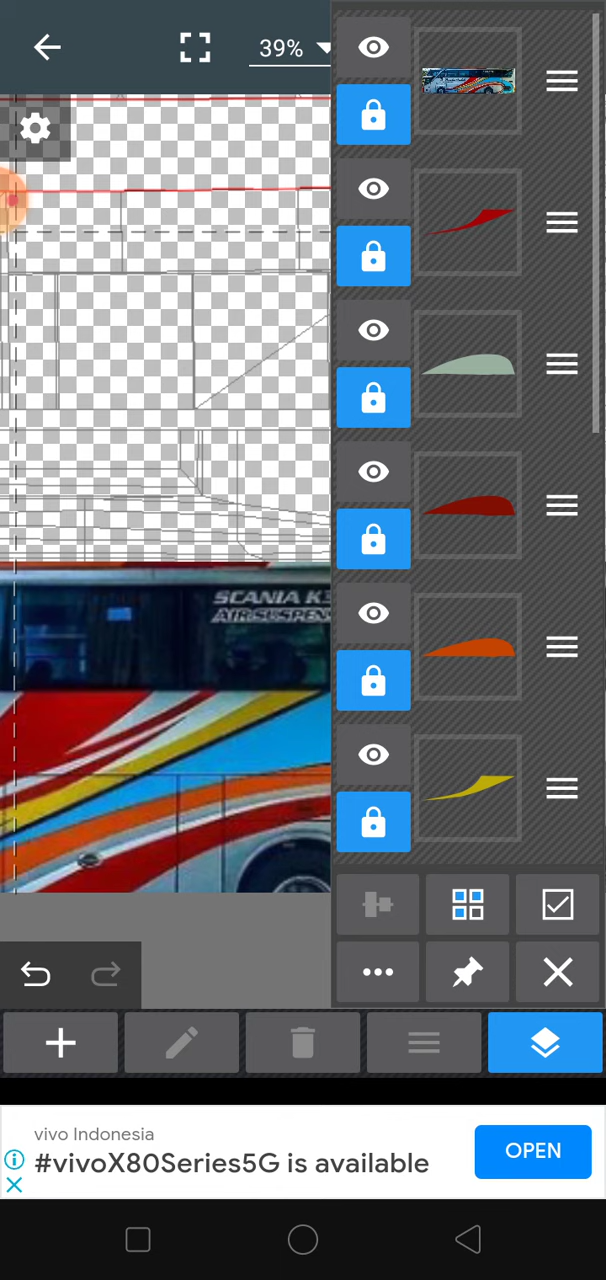 39%
SCANIA K3
AIR SUSPEN
vivo Indonesia
#vivoX80Series5G is available
OPEN